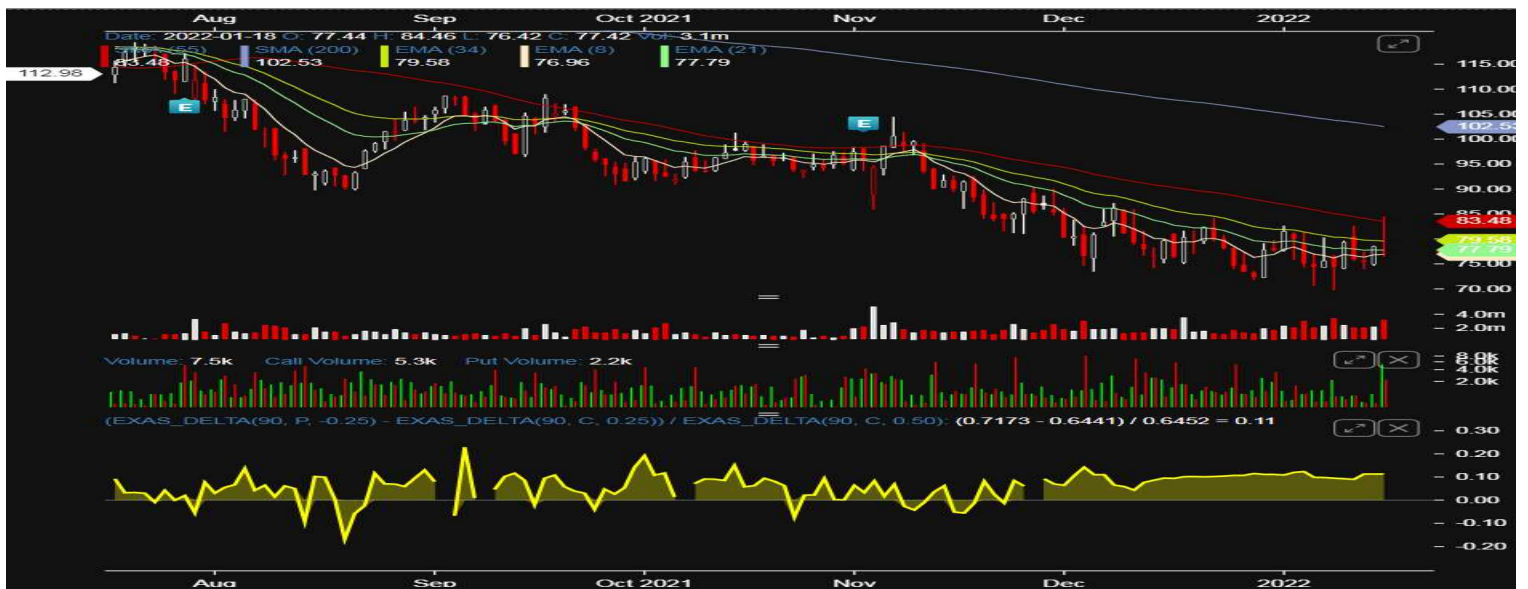 Aug Sep Oct 2021 Nov Dec 2022
Date: 2022-01-18 O: 77.44 H: 84.46 L: 76.42 C: 77.42 Vol: 3.1m
SMA (55) SMA (200) EMA (34) EMA (8) EMA (21)
83.48 102.53 79.58 76.96 77.79
112.98
115.00
110.00
105.00
102.53
100.00
95.00
90.00
85.00
83.48
79.58
77.79
75.00
70.00
E
E
4.0m
2.0m
Volume: 7.5k Call Volume: 5.3k Put Volume: 2.2k
8.0k
6.0k
4.0k
2.0k
(EXAS_DELTA(90, P, -0.25) - EXAS_DELTA(90, C, 0.25)) / EXAS_DELTA(90, C, 0.50): (0.7173 - 0.6441) / 0.6452 = 0.11
0.30
0.20
0.10
0.00
-0.10
-0.20
Aug Sep Oct 2021 Nov Dec 2022